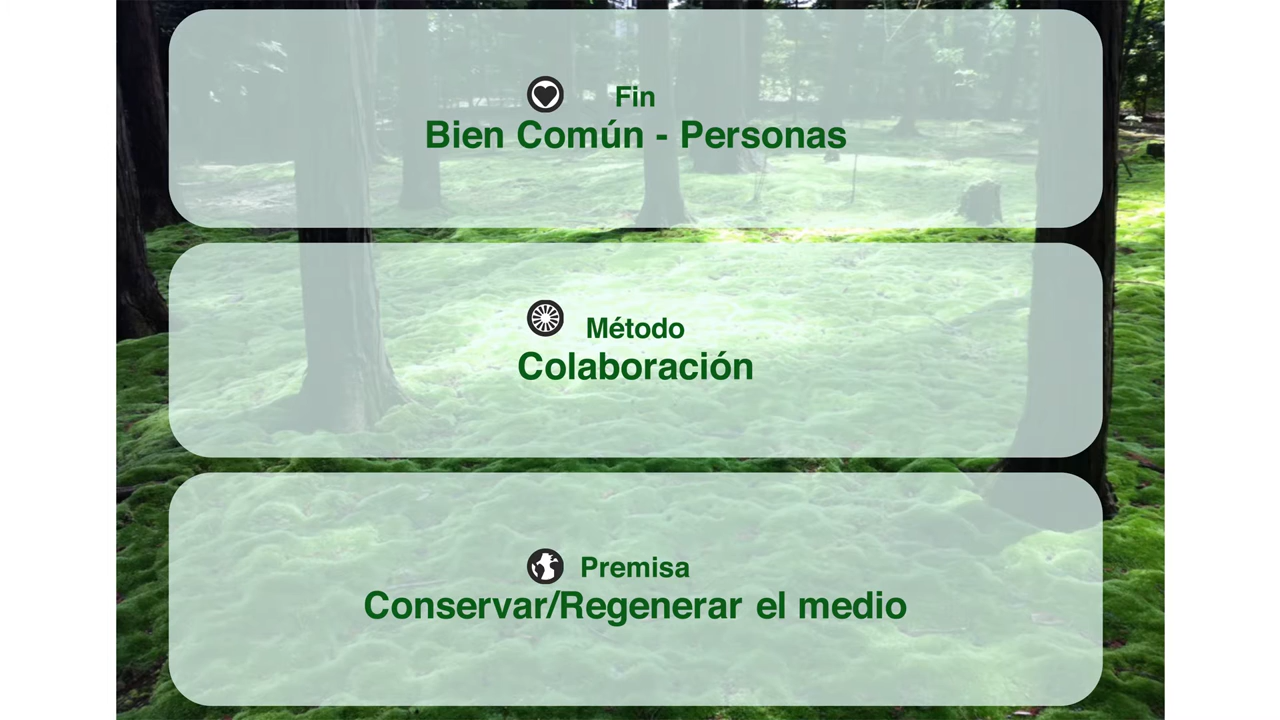 Fin
Bien Común - Personas
Método
Colaboración
Premisa
Conservar/Regenerar el medio